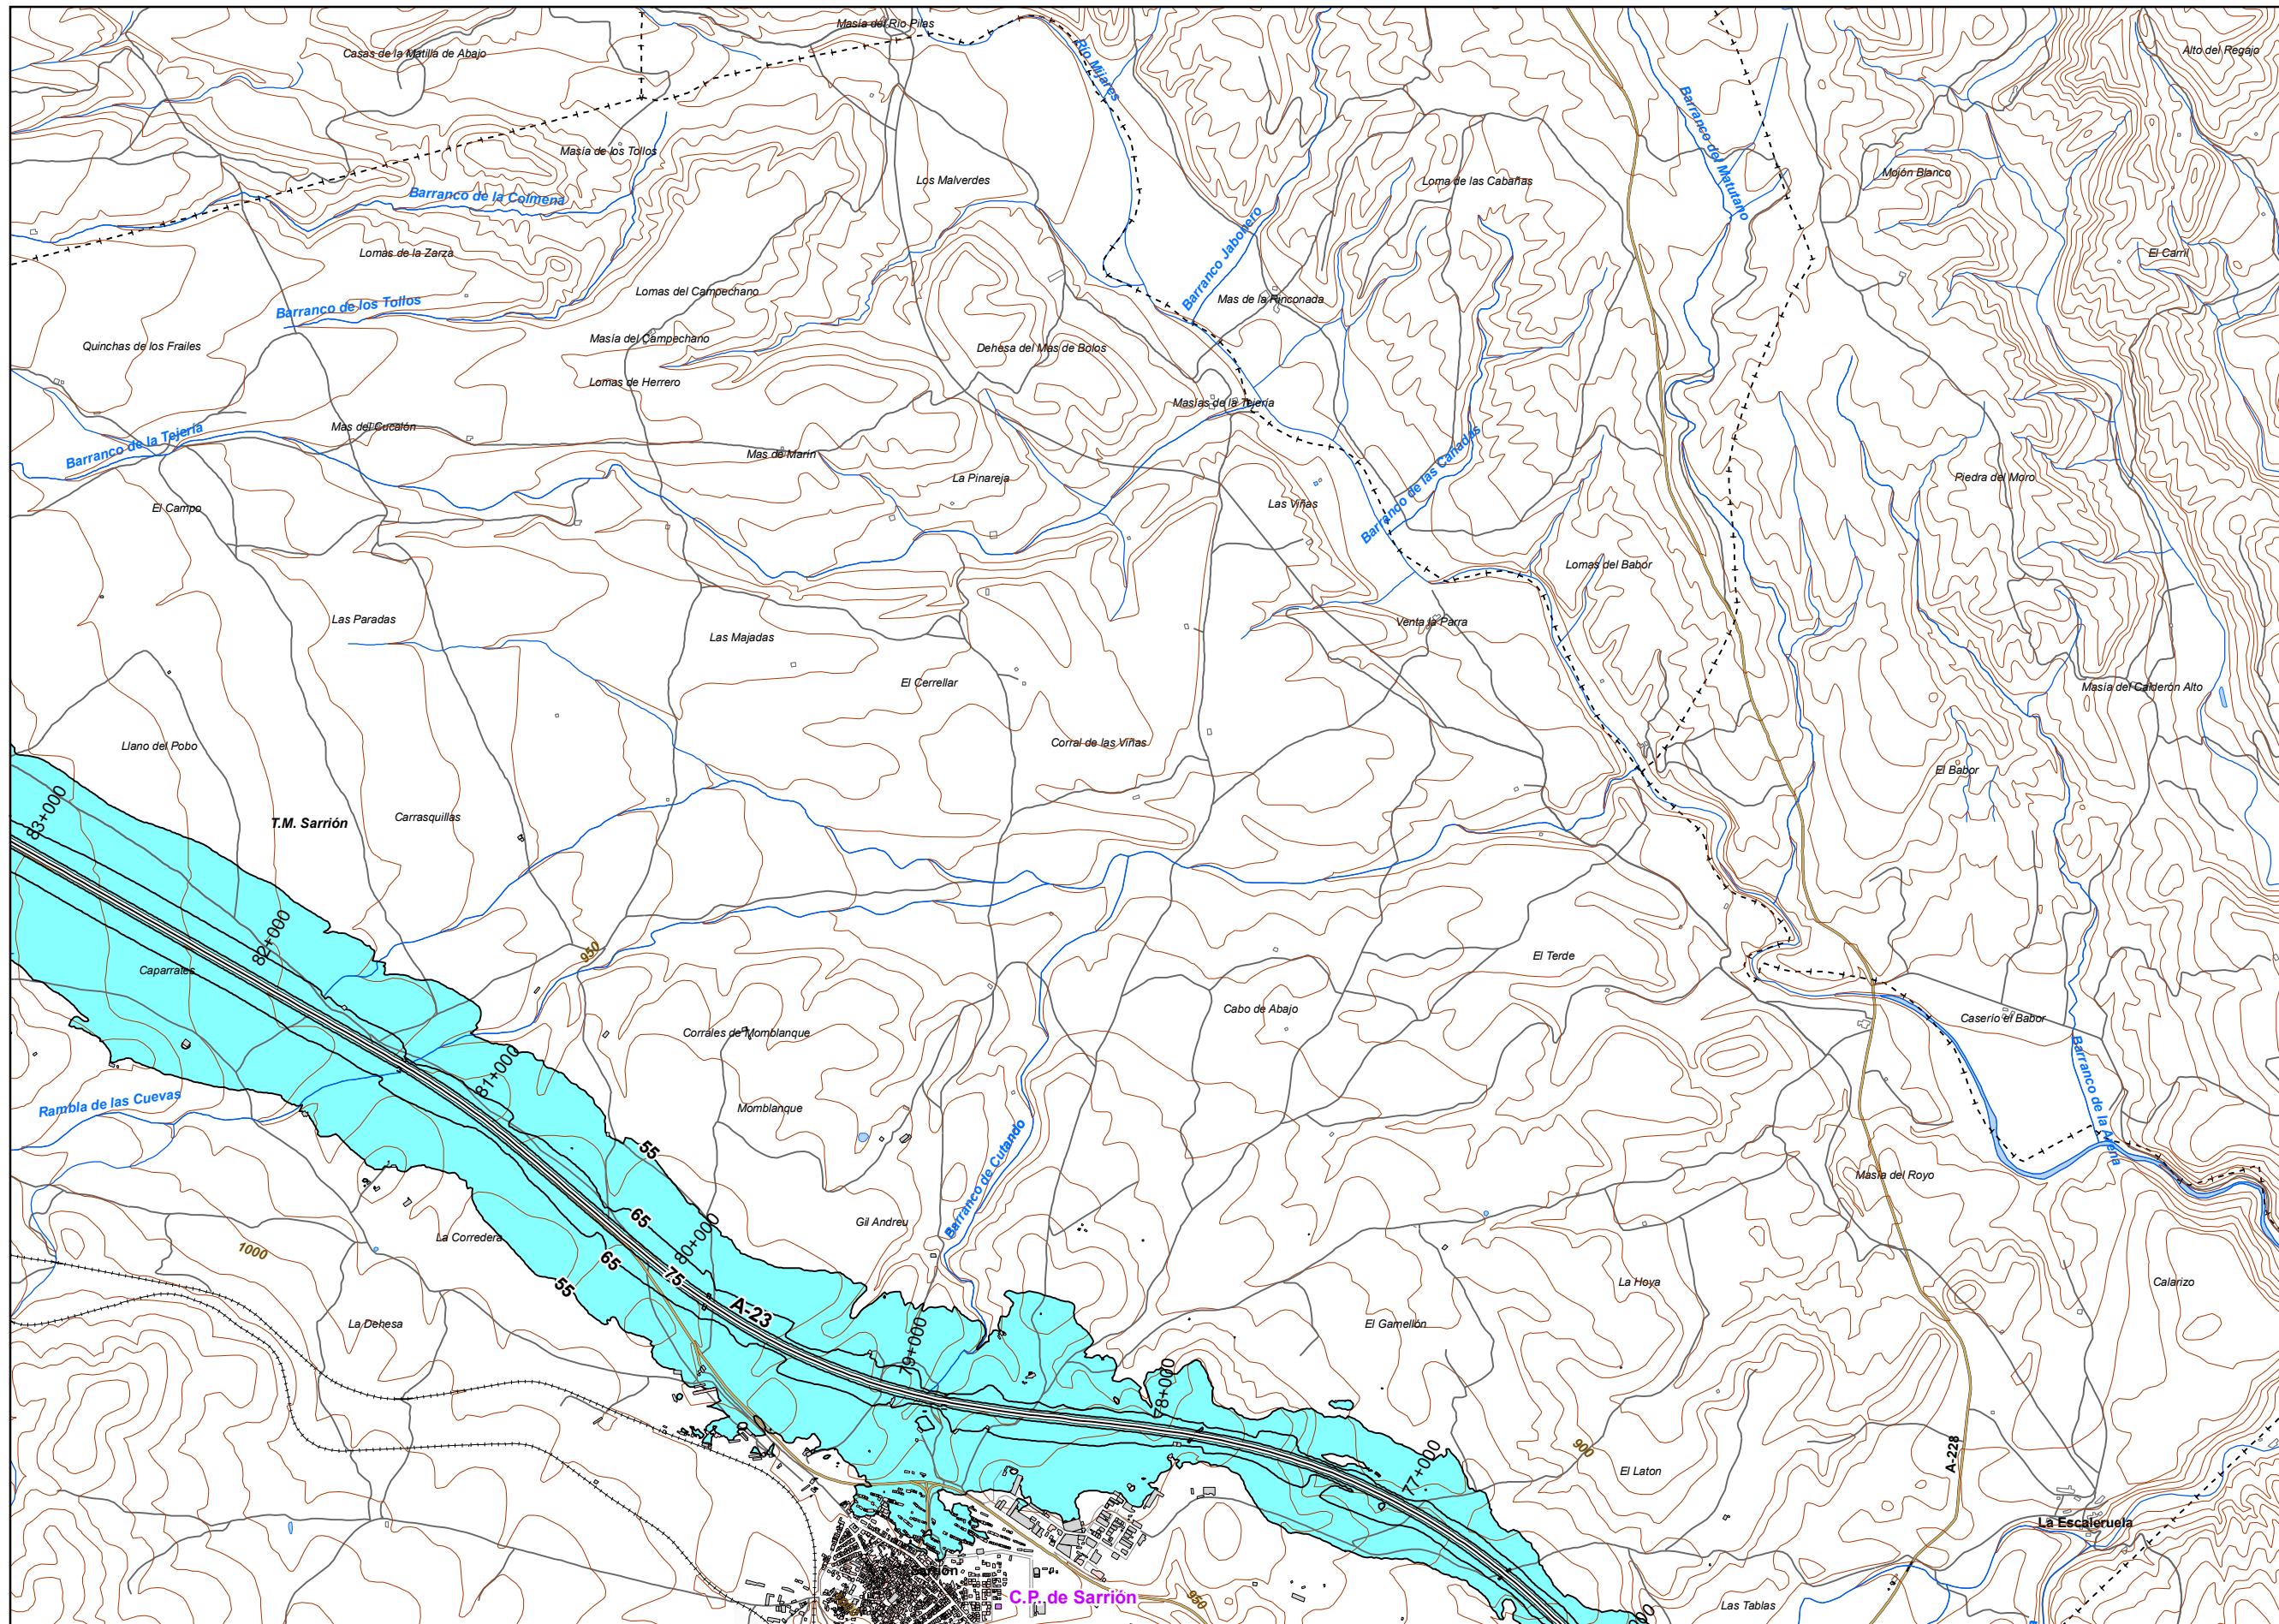 Masía del Río Pilas
Casas de la Matilla de Abajo
Río Mijares
Alto del Regajo
Barranco del Matutano
Masía de los Tollos
Los Malverdes
Loma de las Cabañas
Mojón Blanco
Barranco de la Colmena
Barranco Jabonero
Lomas de la Zarza
El Carril
Lomas del Campechano
Mas de la Rinconada
Barranco de los Tollos
Quinchas de los Frailes
Masía del Campechano
Dehesa del Mas de Bolos
Lomas de Herrero
Masías de la Tejería
Mas del Cucalón
Barranco de la Tejería
Mas de Marín
Barranco de las Cañadas
La Pinareja
Piedra del Moro
Las Viñas
El Campo
Lomas del Babor
Las Paradas
Las Majadas
Venta la Parra
El Cerrellar
Masía del Calderón Alto
Llano del Pobo
Corral de las Viñas
El Babor
83+000
T.M. Sarrión
Carrasquillas
82+000
950
El Terde
Caparrates
Cabo de Abajo
Caserío el Babor
Corrales de Momblanque
81+000
Barranco de la Arena
Rambla de las Cuevas
Momblanque
55
Barranco de Cutando
Masía del Royo
65
Gil Andreu
80+000
La Corredera
1000
65
75
55
La Hoya
Calarizo
A-23
La Dehesa
El Gamellón
79+000
78+000
900
A-228
77+000
El Laton
La Escaleruela
Sarrión
C.P. de Sarrión
950
Las Tablas